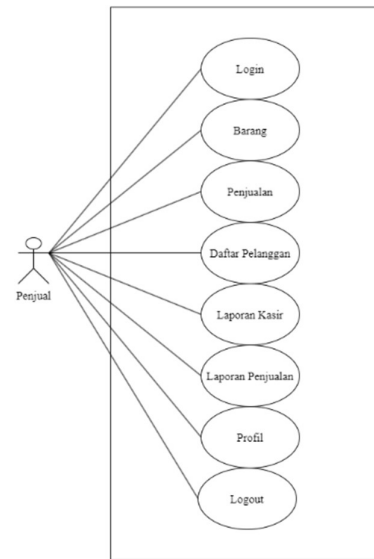 Login
Barang
Penjualan
Daftar Pelanggan
Penjual
Laporan Kasir
Laporan Penjualan
Profil
Logout